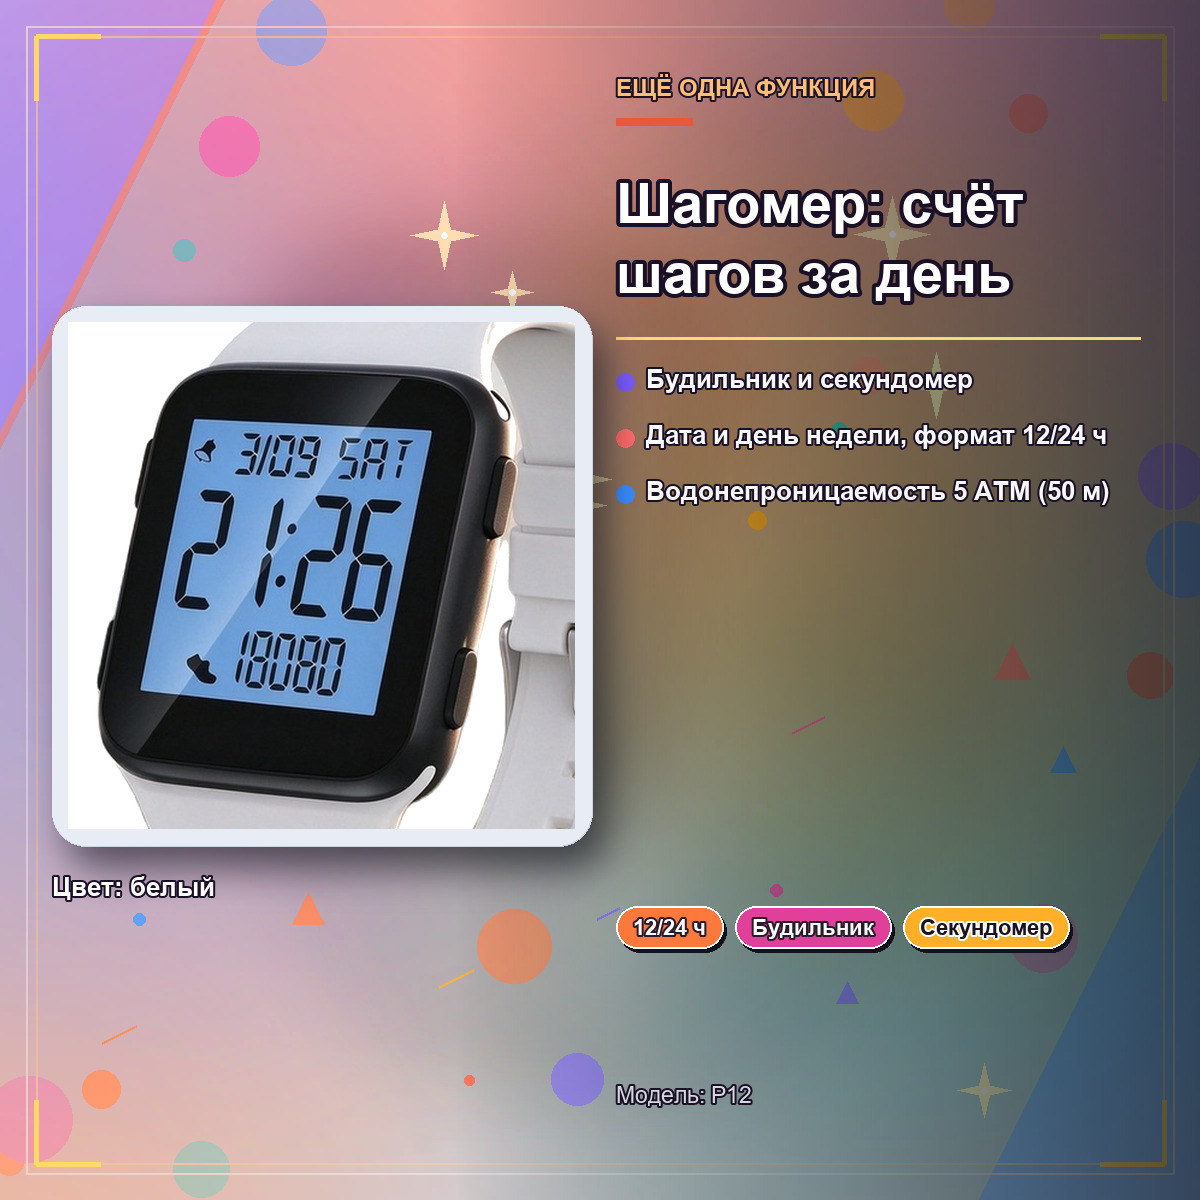 ЕЩЁ ОДНА ФУНКЦИЯ
Шагомер: счёт
шагов за день
Будильник и секундомер
Дата и день недели, формат 12/24 ч
Водонепроницаемость 5 ATM (50 м)
3/09 SAT
21:26
18080
Цвет: белый
12/24 ч
Будильник
Секундомер
Модель: P12